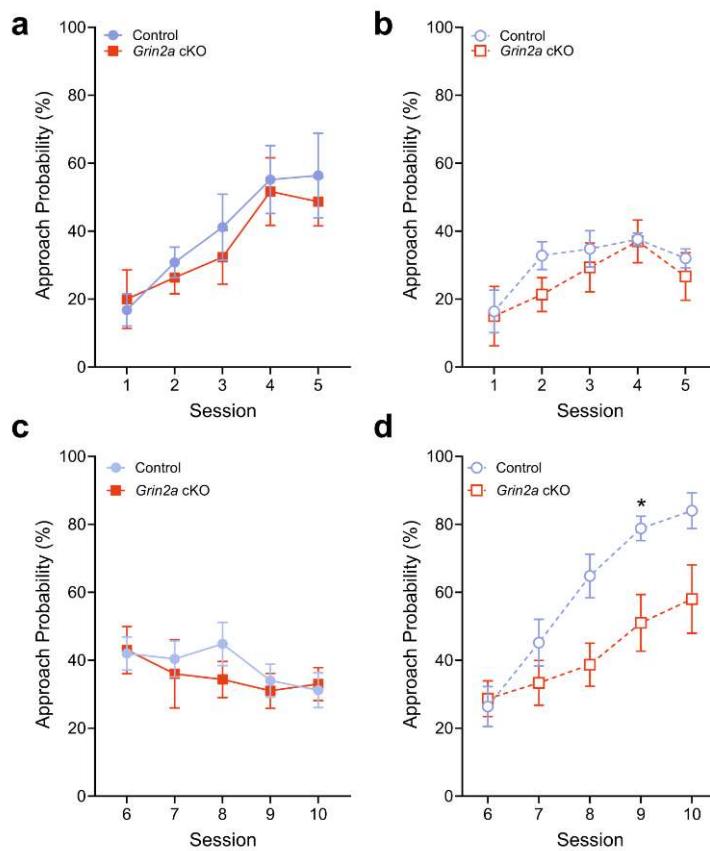 a
Control
Grin2a cKO
100
80
60
40
20
0
Approach Probability (%)
1 2 3 4 5
Session
b
Control
Grin2a cKO
100
80
60
40
20
0
Approach Probability (%)
1 2 3 4 5
Session
c
Control
Grin2a cKO
100
80
60
40
20
0
Approach Probability (%)
6 7 8 9 10
Session
d
Control
Grin2a cKO
*
100
80
60
40
20
0
Approach Probability (%)
6 7 8 9 10
Session